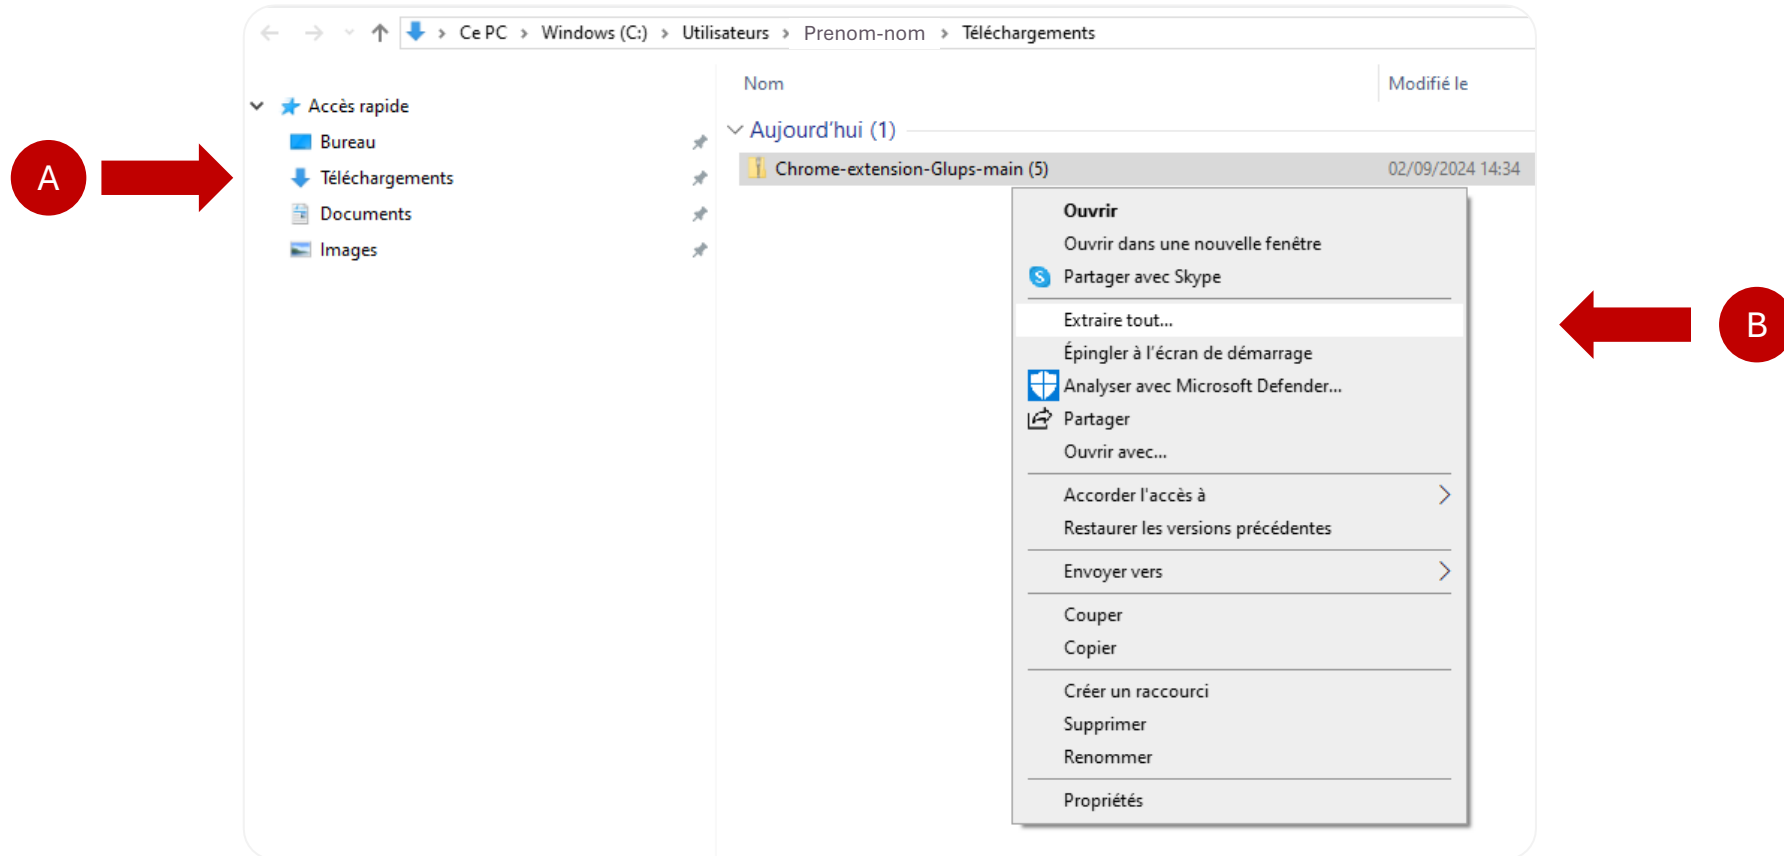 Ce PC > Windows (C:) > Utilisateurs > Prenom-nom > Téléchargements
Nom
Modifié le
Accès rapide
Bureau
Téléchargements
Documents
Images
Aujourd'hui (1)
Chrome-extension-Glups-main (5)
02/09/2024 14:34
A
Ouvrir
Ouvrir dans une nouvelle fenêtre
Partager avec Skype
Extraire tout...
Épingler à l'écran de démarrage
Analyser avec Microsoft Defender...
Partager
Ouvrir avec...
Accorder l'accès à
Restaurer les versions précédentes
Envoyer vers
Couper
Copier
Créer un raccourci
Supprimer
Renommer
Propriétés
B